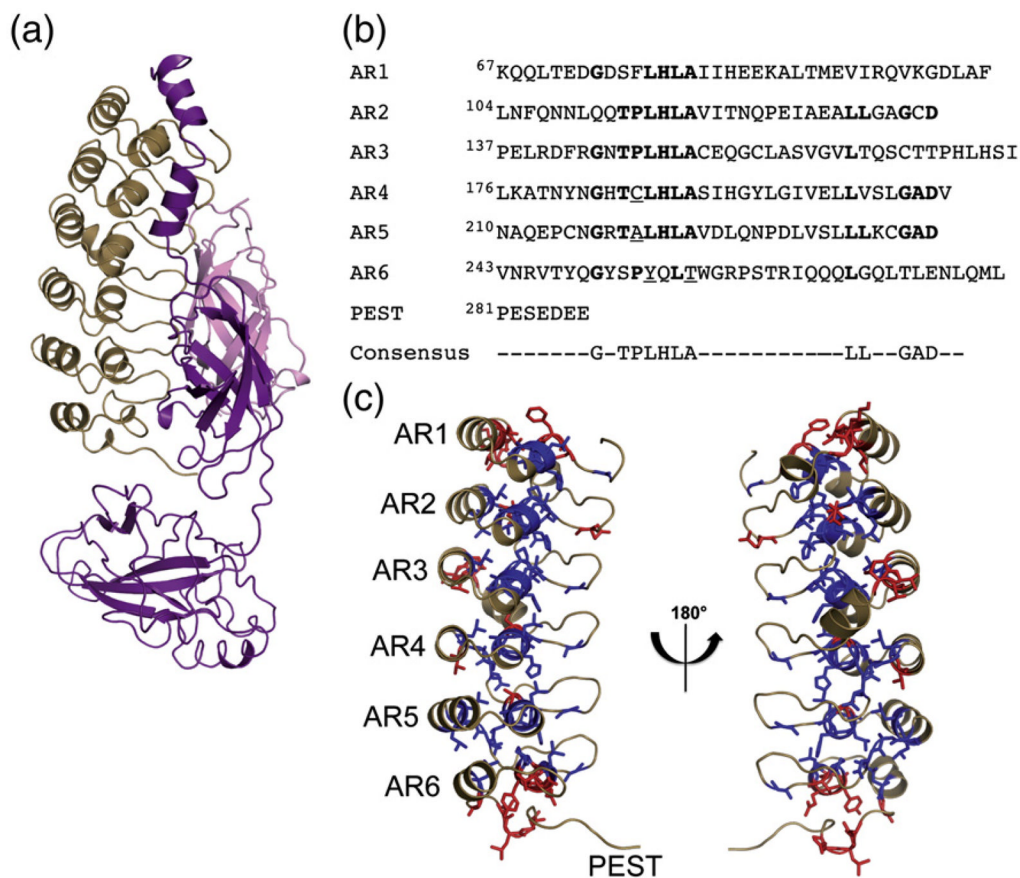 (a)
(b)
AR1 67KQQLTEDGDSFLHLAIIHEEKALTMEVIRQVKGDLAF
AR2 104LNFQNNLQQTPLHLAVITNQPEIAEALLGAGCD
AR3 137PELRDFRGNTPLHLACEQGCLASVGVLTQSCTTPHLHSI
AR4 176LKATNYNGHTCLHLASIHGYLGIVELLVSLGADV
AR5 210NAQEPCNGRTALHLAVDLQNPDLVSLLLKCGAD
AR6 243VNRVTYQGYSPYQLTWGRPSTRIQQQLGQLTLENLQML
PEST 281PESEDEE
Consensus -------G-TPLHLA-----------LL--GAD--
(c)
AR1
AR2
AR3
AR4
AR5
AR6
PEST
180°